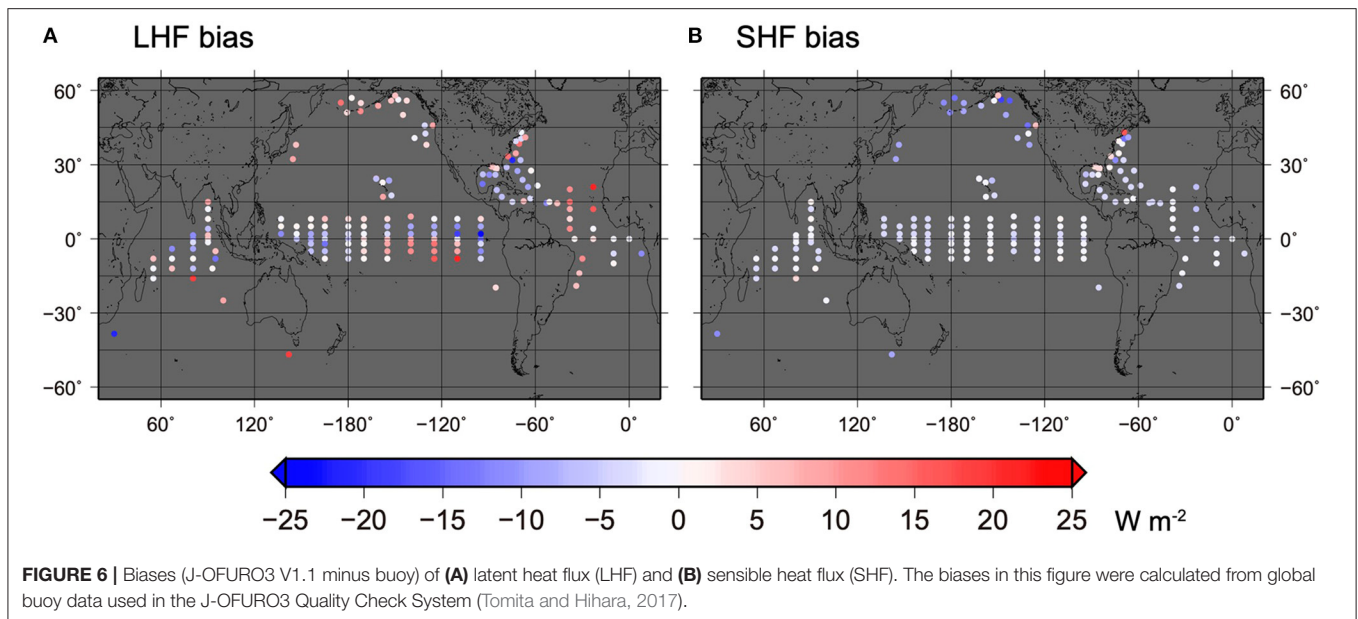 A LHF bias
B SHF bias
60° 60°
30° 30°
0° 0°
−30° −30°
−60° −60°
60° 120° −180° −120° −60° 0°
60° 120° −180° −120° −60° 0°
−25 −20 −15 −10 −5 0 5 10 15 20 25 W m-2
FIGURE 6 | Biases (J-OFURO3 V1.1 minus buoy) of (A) latent heat flux (LHF) and (B) sensible heat flux (SHF). The biases in this figure were calculated from global
buoy data used in the J-OFURO3 Quality Check System (Tomita and Hihara, 2017).